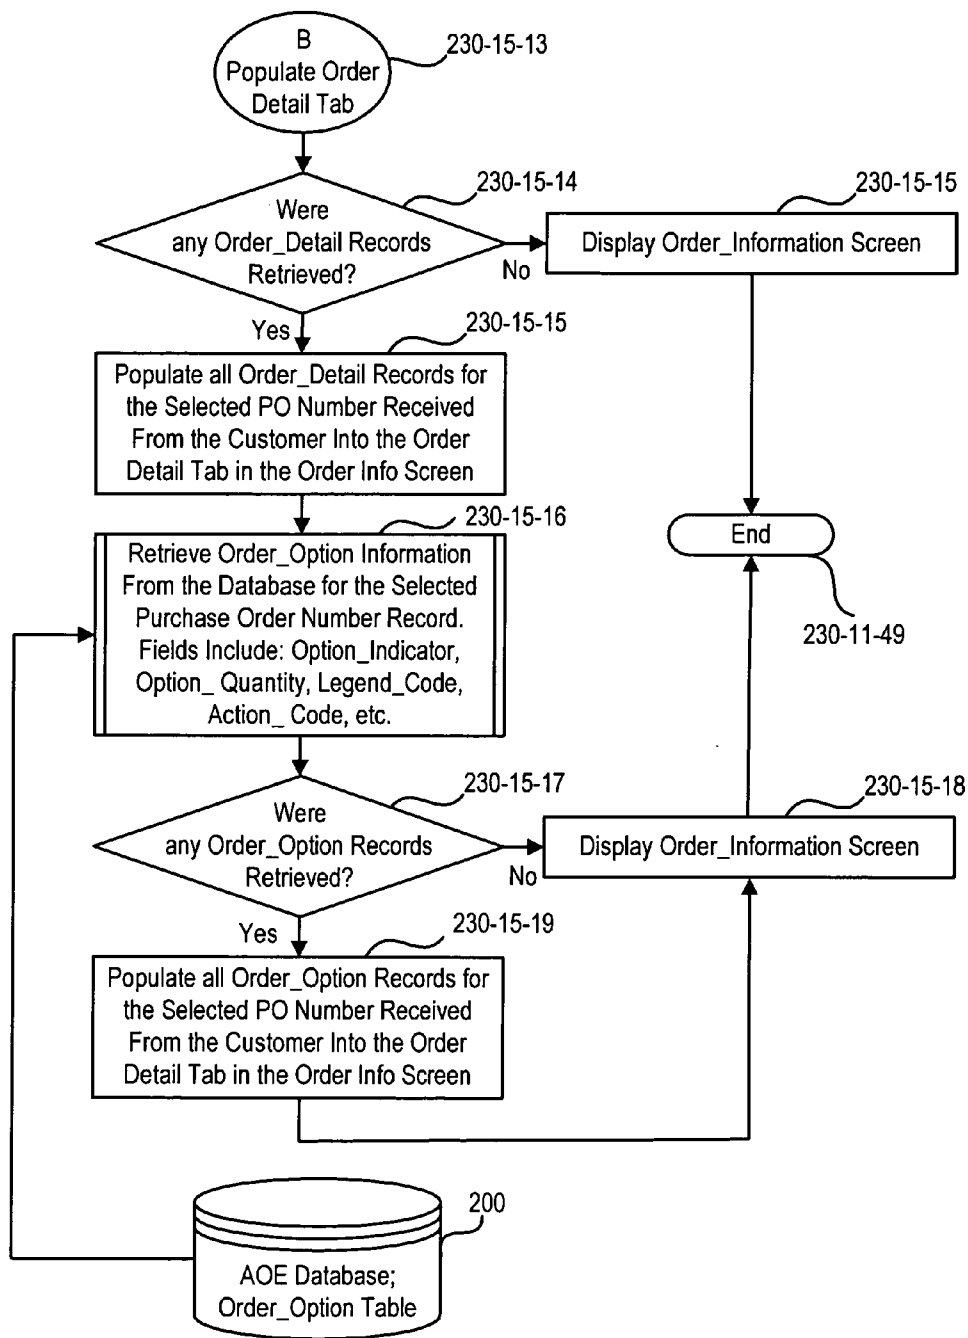 B
Populate Order
Detail Tab
230-15-13
Were
any Order_Detail Records
Retrieved?
230-15-14
No
Display Order_Information Screen
230-15-15
Yes
230-15-15
Populate all Order_Detail Records for
the Selected PO Number Received
From the Customer Into the Order
Detail Tab in the Order Info Screen
230-15-16
Retrieve Order_Option Information
From the Database for the Selected
Purchase Order Number Record.
Fields Include: Option_Indicator,
Option_ Quantity, Legend_Code,
Action_ Code, etc.
End
230-11-49
Were
any Order_Option Records
Retrieved?
230-15-17
No
Display Order_Information Screen
230-15-18
Yes
230-15-19
Populate all Order_Option Records for
the Selected PO Number Received
From the Customer Into the Order
Detail Tab in the Order Info Screen
200
AOE Database;
Order_Option Table